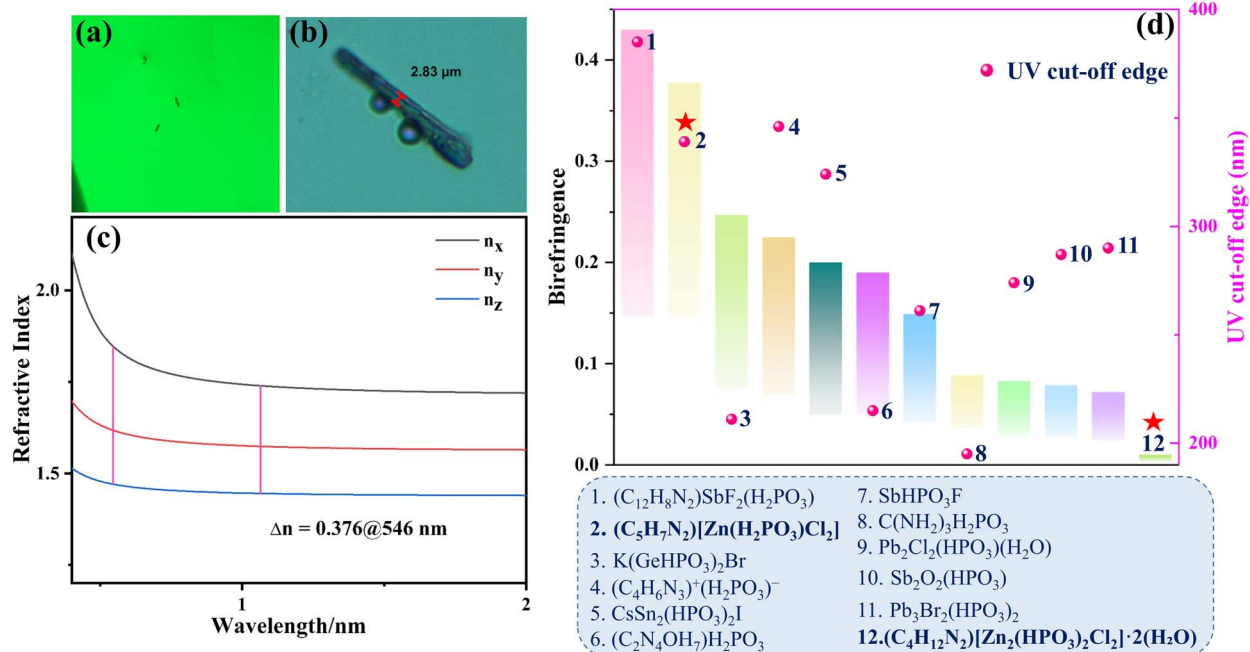 (a)
(b)
2.83 µm
(c)
n_x
n_y
n_z
Refractive Index
2.0
1.5
Δn = 0.376@546 nm
1
2
Wavelength/nm
(d)
UV cut-off edge
Birefringence
0.4
0.3
0.2
0.1
0.0
UV cut-off edge (nm)
400
300
200
1
2
3
4
5
6
7
8
9
10
11
12
1. (C₁₂H₈N₂)SbF₂(H₂PO₃)
2. (C₅H₇N₂)[Zn(H₂PO₃)Cl₂]
3. K(GeHPO₃)₂Br
4. (C₄H₆N₃)⁺(H₂PO₃)⁻
5. CsSn₂(HPO₃)₂I
6. (C₂N₄OH₇)H₂PO₃
7. SbHPO₃F
8. C(NH₂)₃H₂PO₃
9. Pb₂Cl₂(HPO₃)(H₂O)
10. Sb₂O₂(HPO₃)
11. Pb₃Br₂(HPO₃)₂
12.(C₄H₁₂N₂)[Zn₂(HPO₃)₂Cl₂]·2(H₂O)